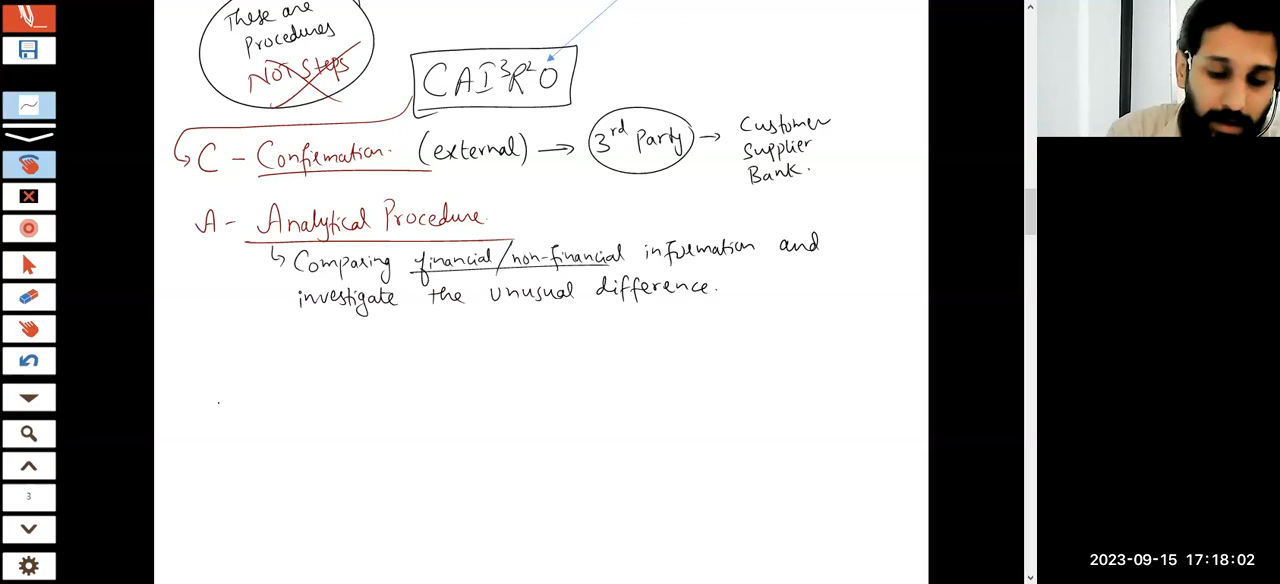 These are
Procedures
NOT Steps
CAI³R²O
C - Confirmation. (external) → 3rd Party → Customer
Supplier
Bank.
A - Analytical Procedure.
↳ Comparing financial/non-financial information and
investigate the unusual difference.
3
2023-09-15 17:18:02